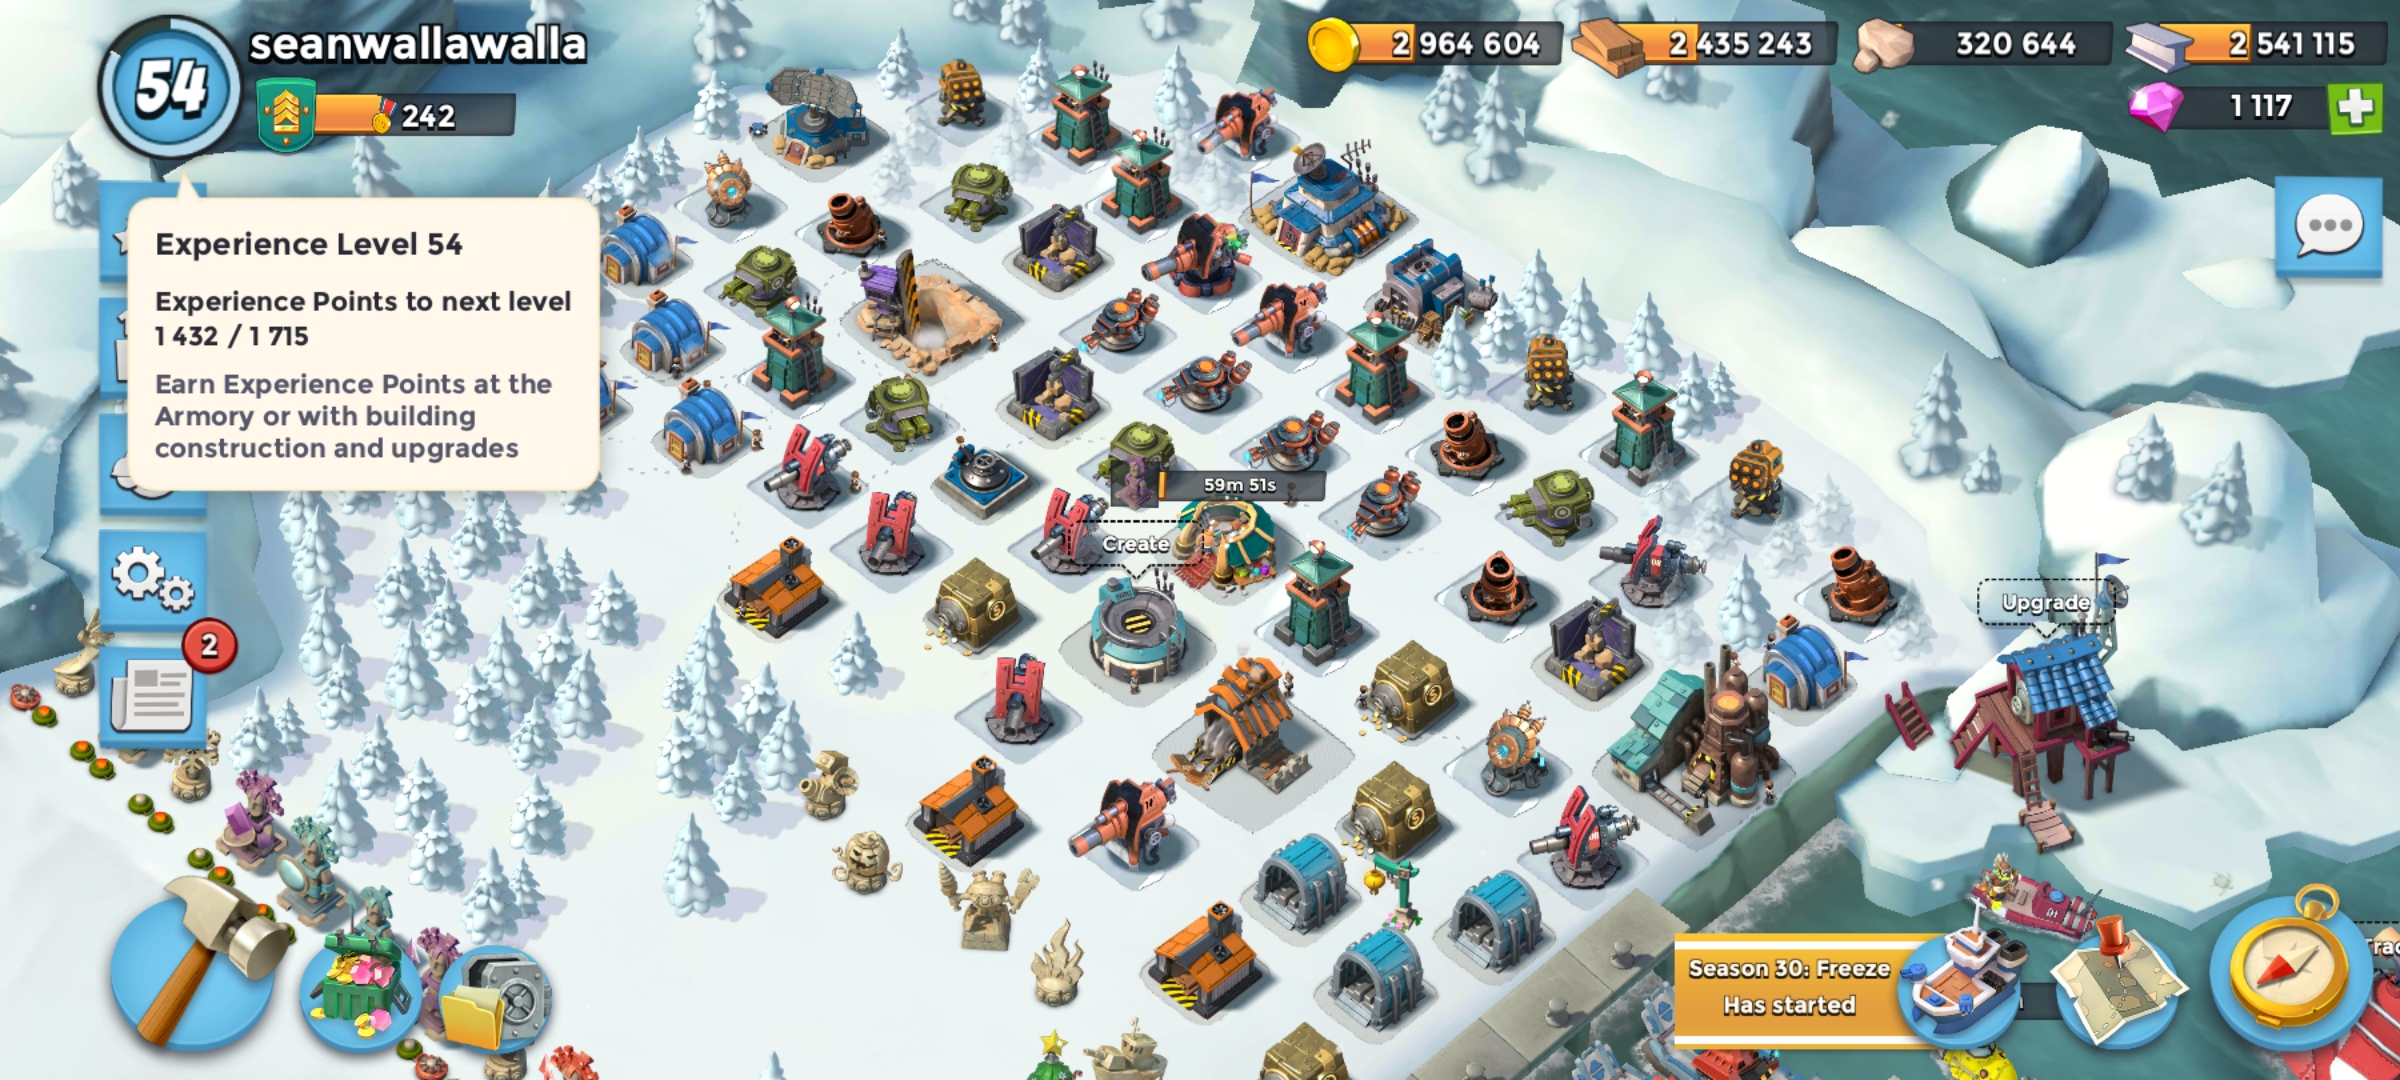 54
seanwallawalla
242
2 964 604
2 435 243
320 644
2 541 115
1 117
Experience Level 54
Experience Points to next level
1 432 / 1 715
Earn Experience Points at the
Armory or with building
construction and upgrades
59m 51s
Create
Upgrade
2
Season 30: Freeze
Has started